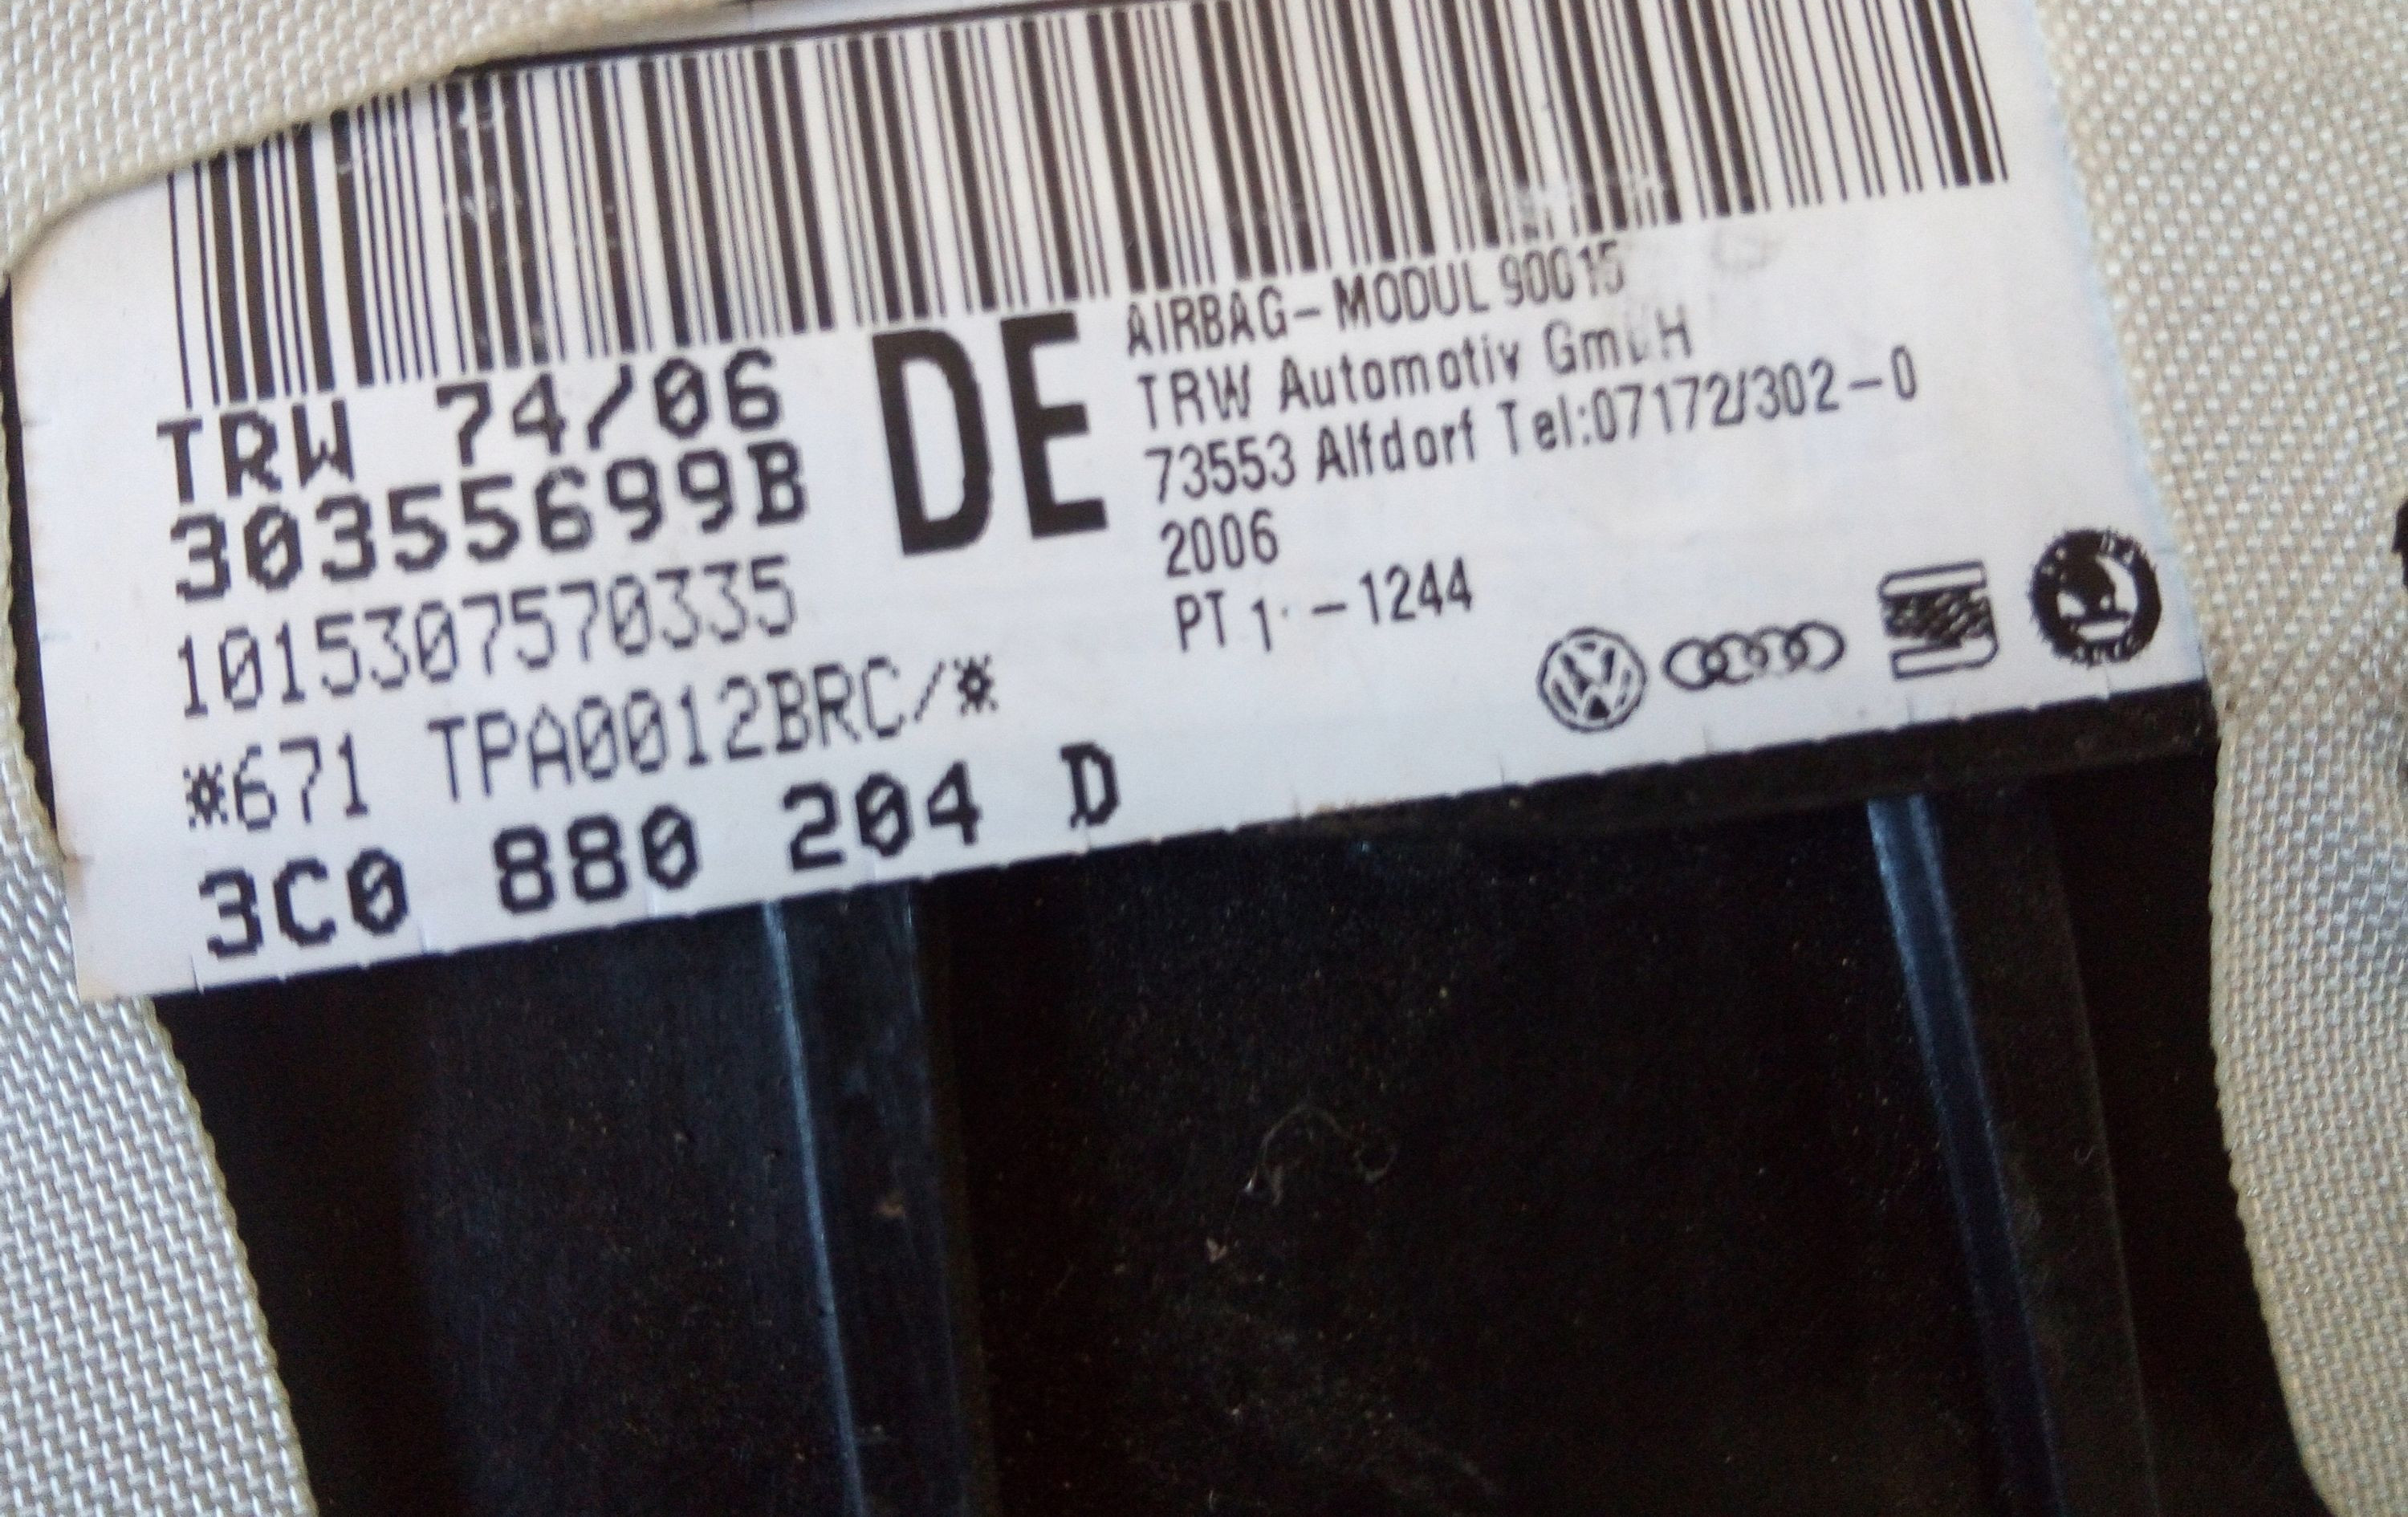 TRW 74/06
30355699B
1015307570335
*671 TPA0012BRC/*
3C0 880 204 D
DE
AIRBAG-MODUL 90015
TRW Automotiv GmbH
73553 Alfdorf Tel:07172/302-0
2006
PT 1 -1244